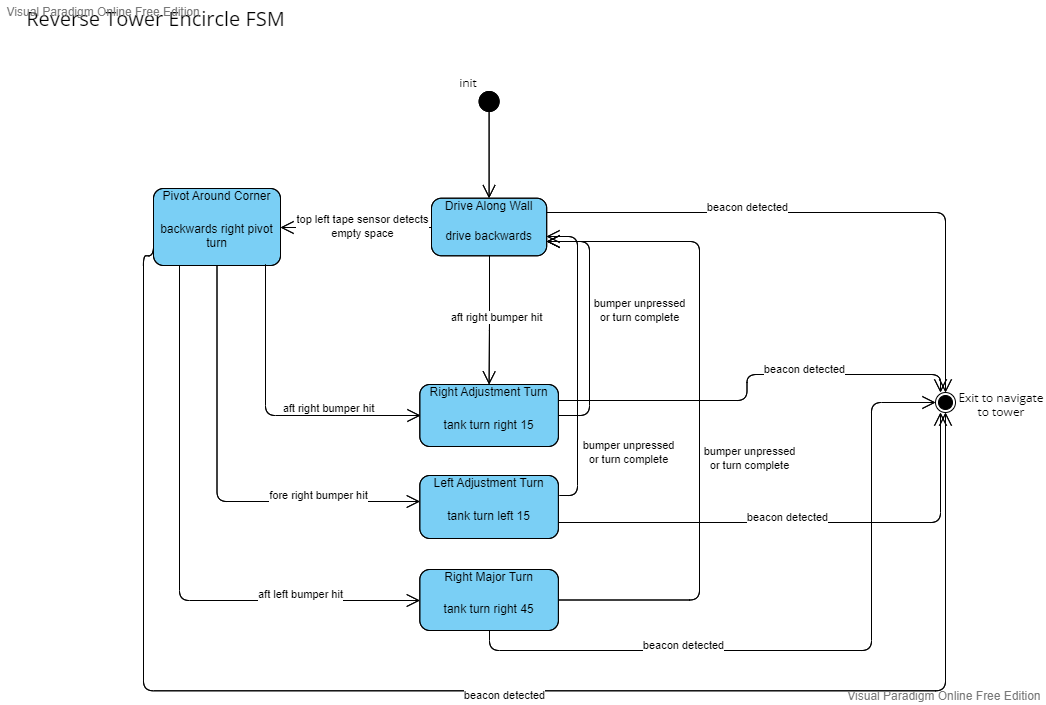 Visual Paradigm Online Free Edition
Reverse Tower Encircle FSM
init
Pivot Around Corner
backwards right pivot
turn
top left tape sensor detects
empty space
Drive Along Wall
drive backwards
beacon detected
aft right bumper hit
bumper unpressed
or turn complete
beacon detected
Right Adjustment Turn
tank turn right 15
aft right bumper hit
Exit to navigate
to tower
bumper unpressed
or turn complete
bumper unpressed
or turn complete
Left Adjustment Turn
tank turn left 15
fore right bumper hit
beacon detected
Right Major Turn
tank turn right 45
aft left bumper hit
beacon detected
beacon detected
Visual Paradigm Online Free Edition